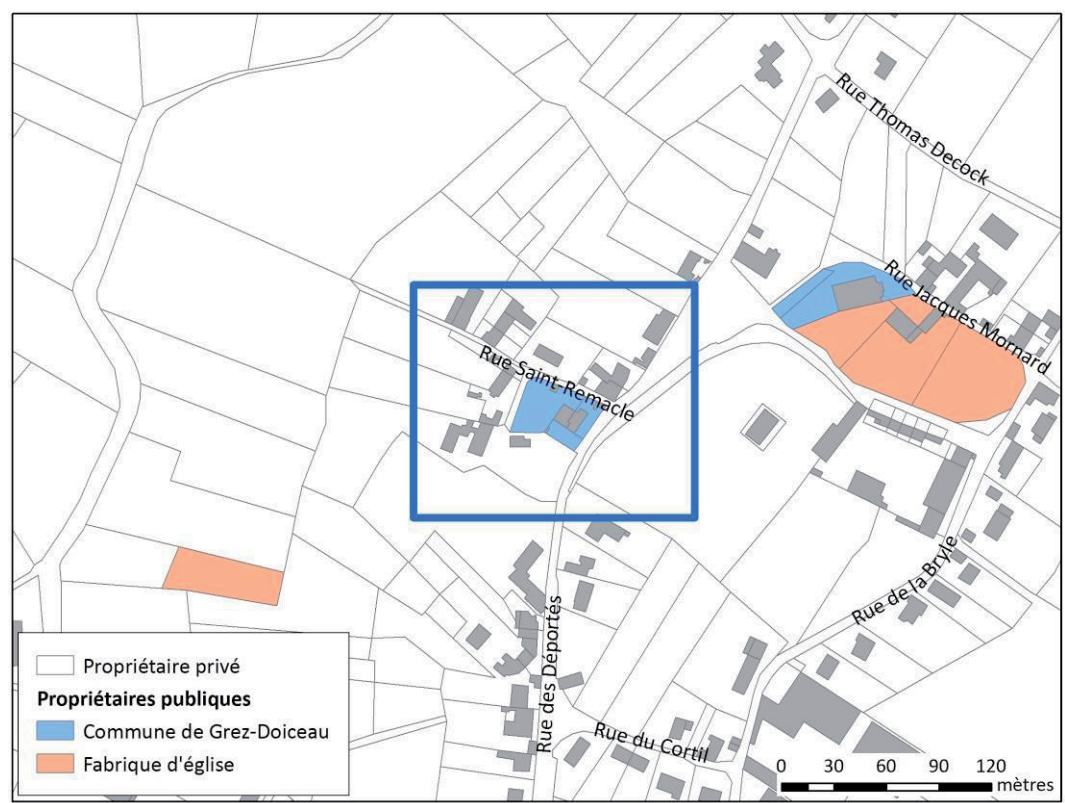 Rue Thomas Decock
Rue Jacques Mornard
Rue Saint-Remacle
Rue de la Bryle
Rue des Déportés
Rue du Cortil
Propriétaire privé
Propriétaires publiques
Commune de Grez-Doiceau
Fabrique d'église
0 30 60 90 120
mètres